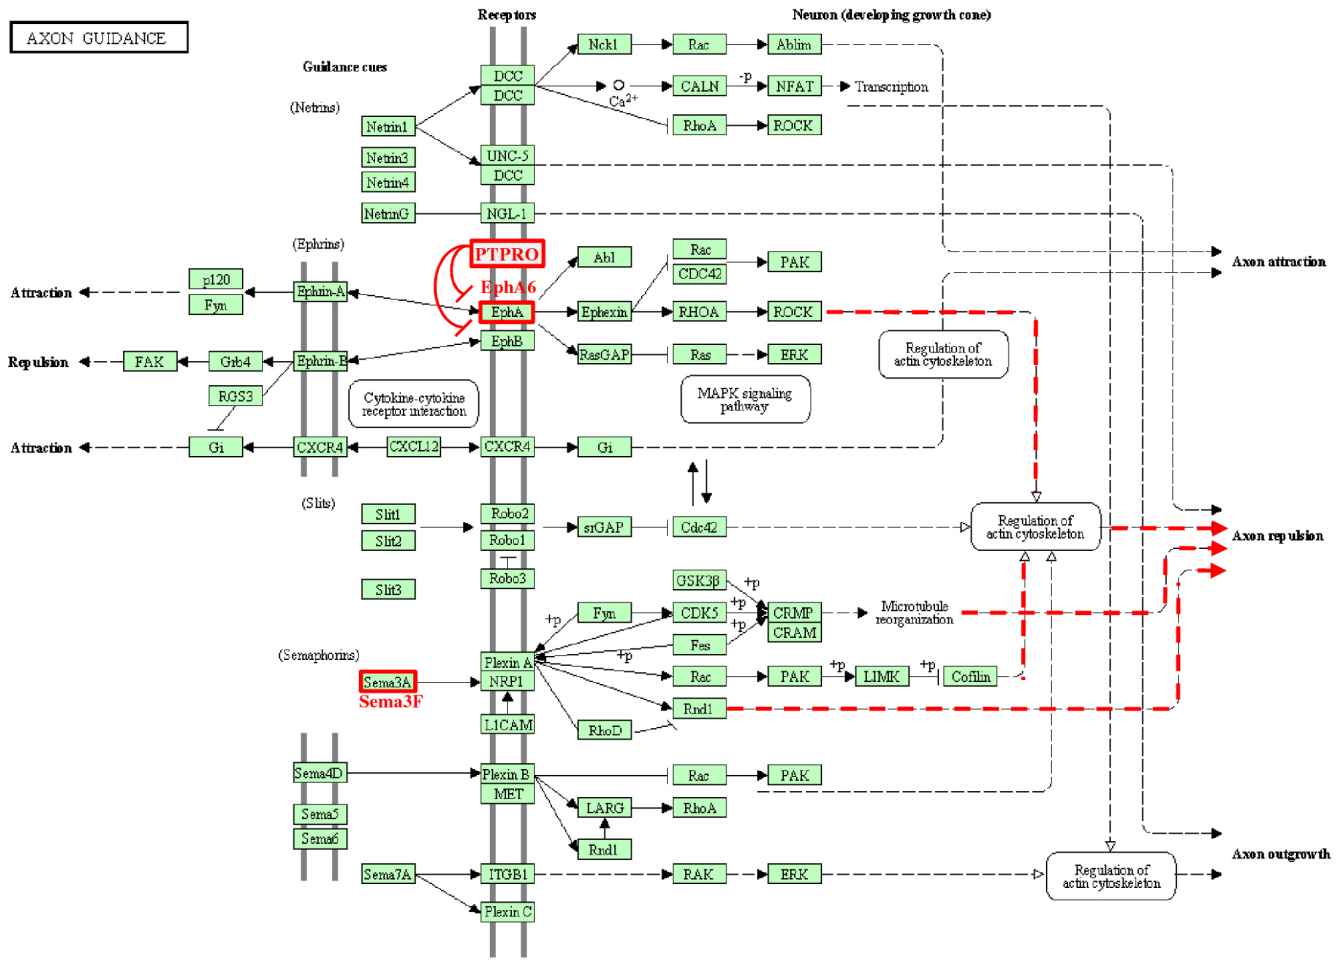 AXON GUIDANCE
Receptors
Neuron (developing growth cone)
Guidance cues
(Netrins)
Netrin1
Netrin3
Netrin4
NetrinG
DCC
DCC
UNC-5
DCC
NGL-1
Nck1
Rac
Ablim
Ca2+
CALN
-p
NFAT
Transcription
RhoA
ROCK
(Ephrins)
PTPRO
EphA6
EphA
EphB
Attraction
p120
Fyn
Ephrin-A
Repulsion
FAK
Grb4
Ephrin-B
RGS3
Attraction
Gi
CXCR4
CXCL12
CXCR4
Gi
Cytokine-cytokine
receptor interaction
Abl
Rac
CDC42
PAK
Ephexin
RHOA
ROCK
RasGAP
Ras
ERK
MAPK signaling
pathway
Regulation of
actin cytoskeleton
Axon attraction
(Slits)
Slit1
Slit2
Slit3
Robo2
Robo1
Robo3
srGAP
Cdc42
Regulation of
actin cytoskeleton
Axon repulsion
GSK3β
+p
Fyn
CDK5
+p
CRMP
CRAM
Microtubule
reorganization
+p
Fes
+p
+p
(Semaphorins)
Sema3A
Sema3F
Plexin A
NRP1
L1CAM
Rac
PAK
+p
LIMK
+p
Cofilin
Rnd1
RhoD
Sema4D
Sema5
Sema6
Sema7A
Plexin B
MET
Rac
PAK
LARG
RhoA
Rnd1
ITGB1
RAK
ERK
Plexin C
Regulation of
actin cytoskeleton
Axon outgrowth